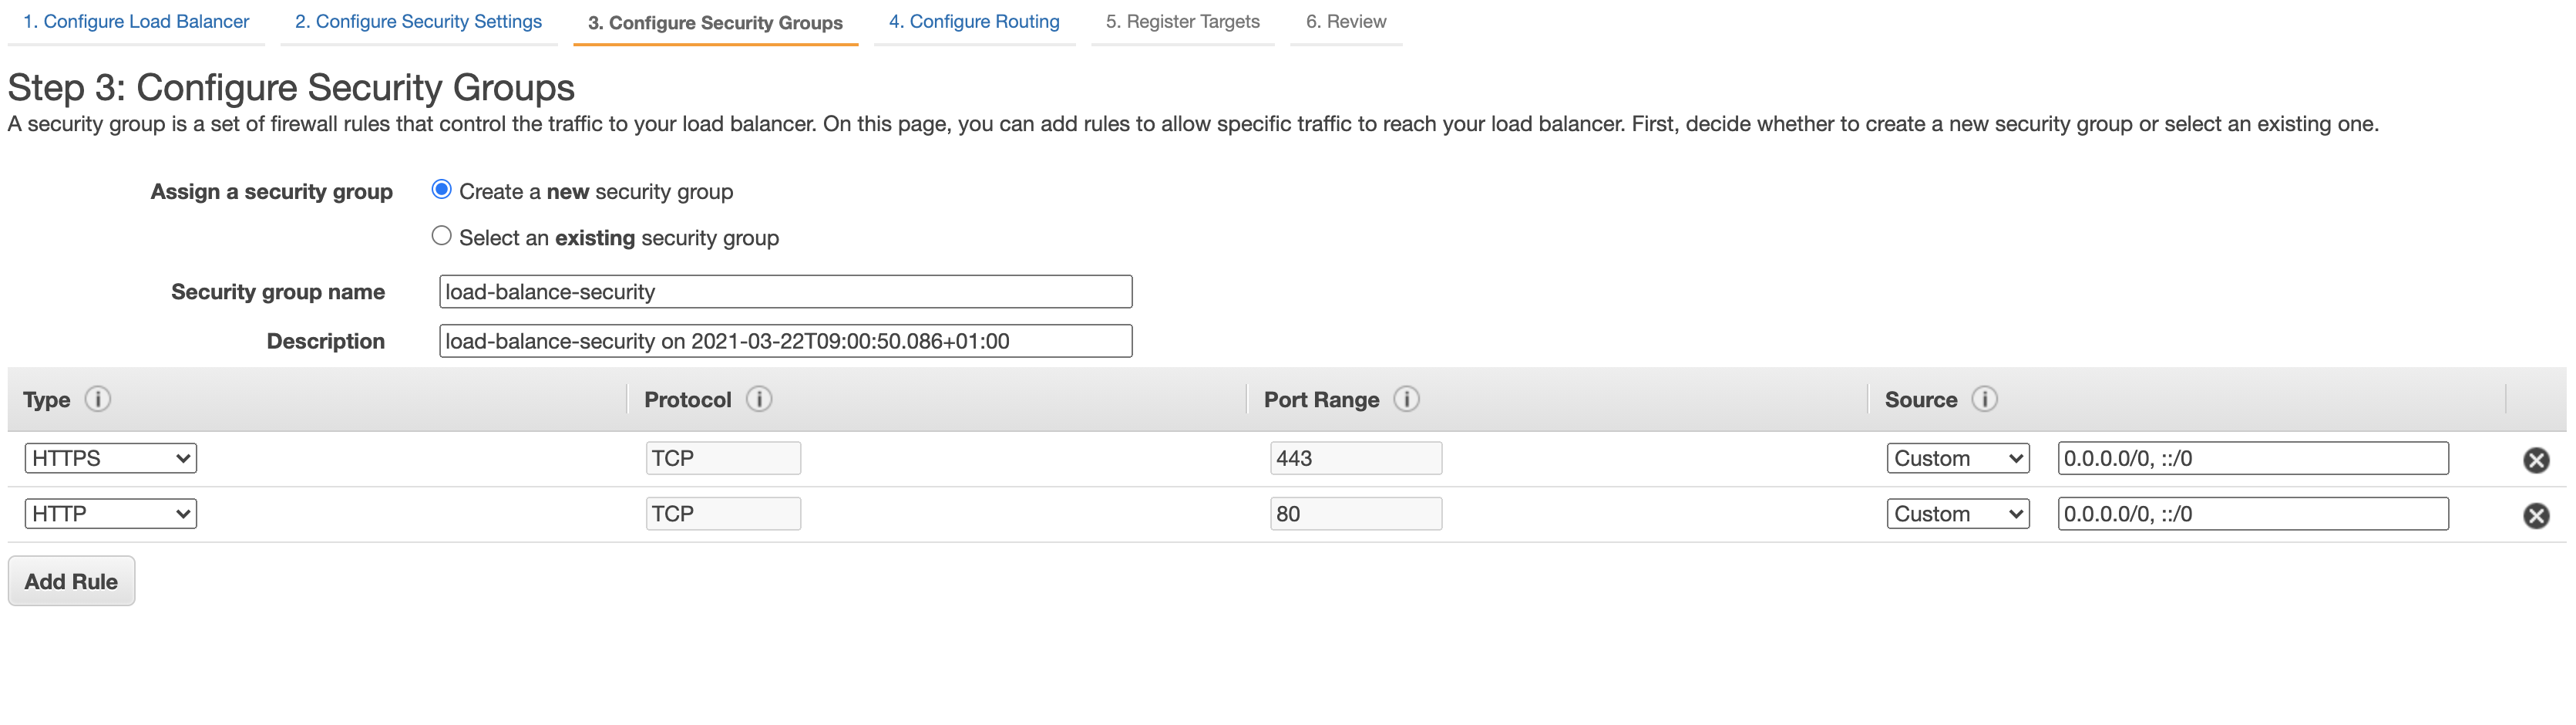 1. Configure Load Balancer 2. Configure Security Settings 3. Configure Security Groups 4. Configure Routing 5. Register Targets 6. Review
Step 3: Configure Security Groups
A security group is a set of firewall rules that control the traffic to your load balancer. On this page, you can add rules to allow specific traffic to reach your load balancer. First, decide whether to create a new security group or select an existing one.
Assign a security group Create a new security group
Select an existing security group
Security group name load-balance-security
Description load-balance-security on 2021-03-22T09:00:50.086+01:00
Type i Protocol i Port Range i Source i
HTTPS TCP 443 Custom 0.0.0.0/0, ::/0
HTTP TCP 80 Custom 0.0.0.0/0, ::/0
Add Rule